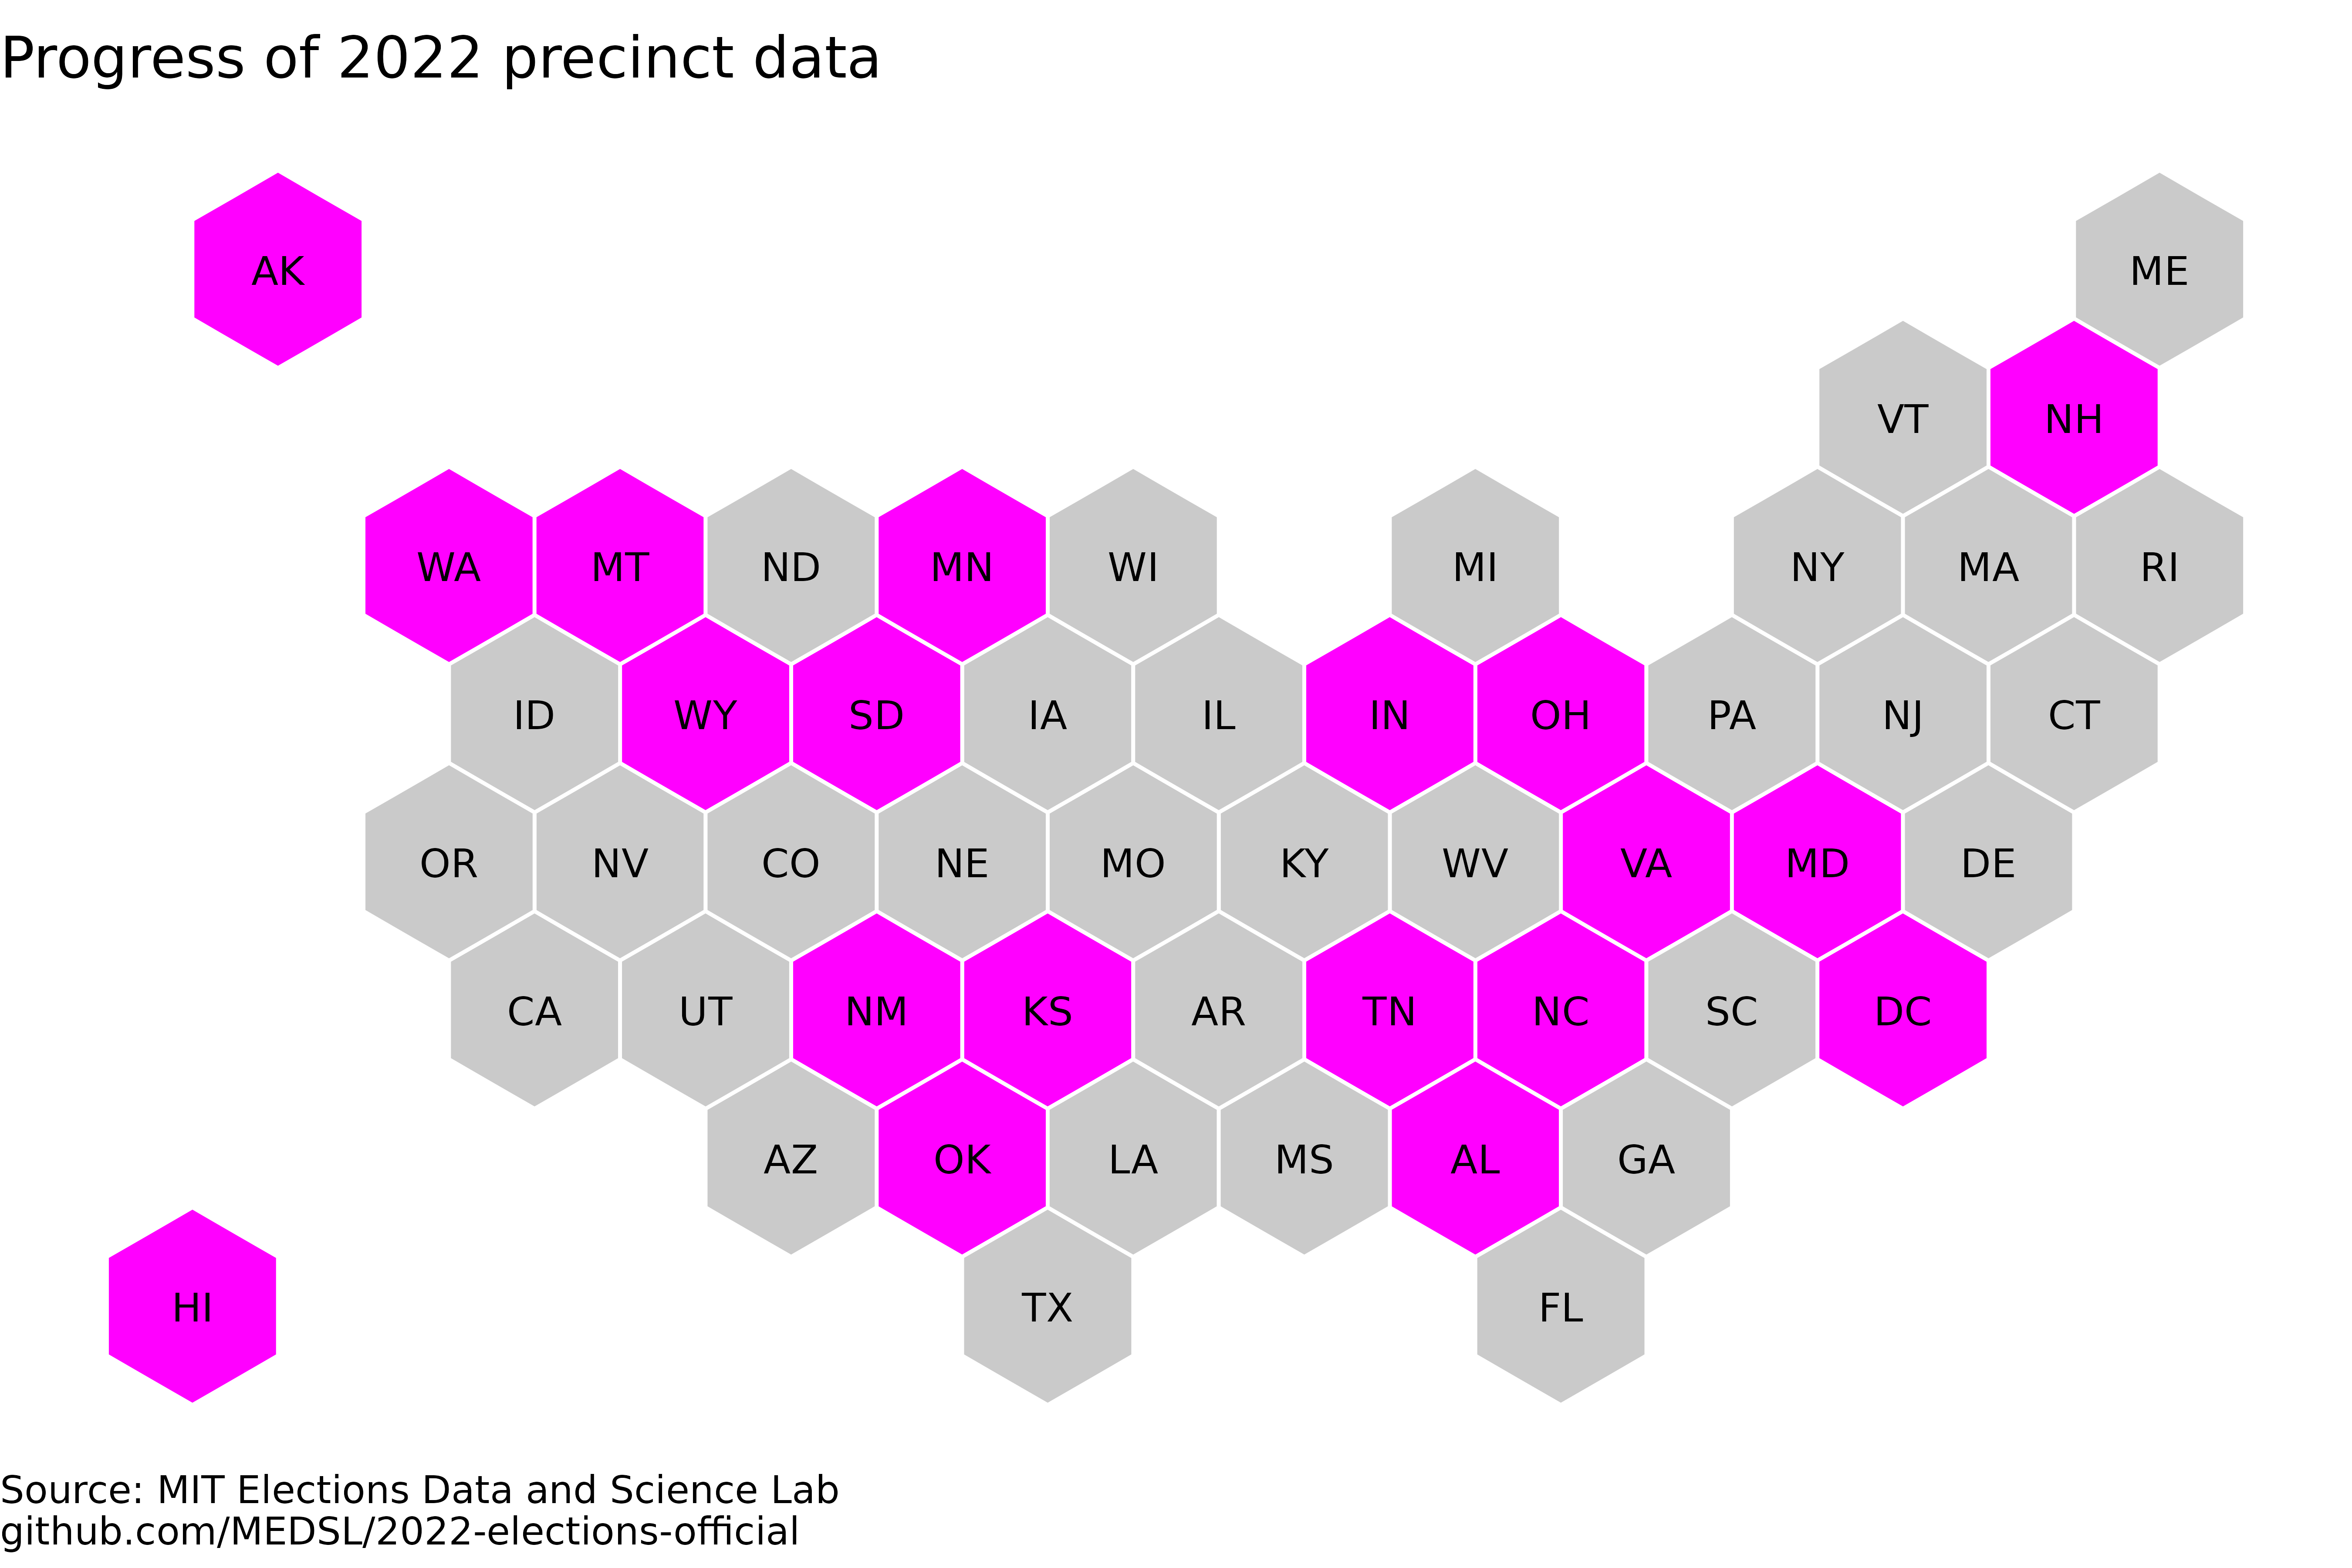 Progress of 2022 precinct data
AK
ME
VT NH
WA MT ND MN WI MI NY MA RI
ID WY SD IA IL IN OH PA NJ CT
OR NV CO NE MO KY WV VA MD DE
CA UT NM KS AR TN NC SC DC
AZ OK LA MS AL GA
HI TX FL
Source: MIT Elections Data and Science Lab
github.com/MEDSL/2022-elections-official